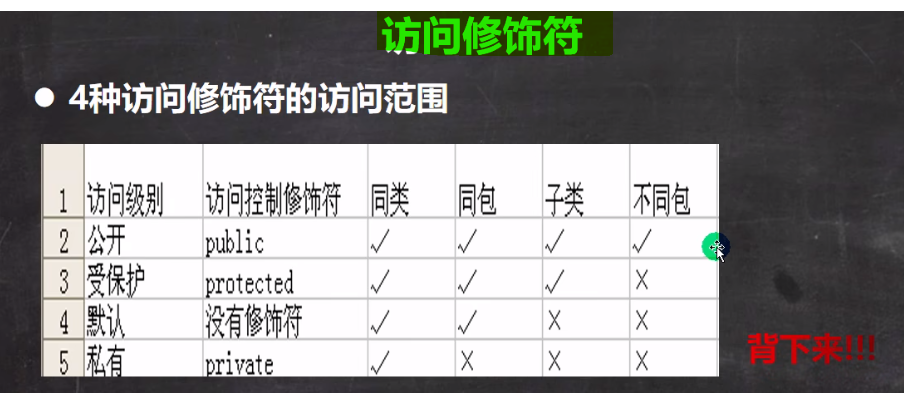 访问修饰符
● 4种访问修饰符的访问范围
1 访问级别 访问控制修饰符 同类 同包 子类 不同包
2 公开 public √ √ √ √
3 受保护 protected √ √ √ ×
4 默认 没有修饰符 √ √ × ×
5 私有 private √ × × ×
背下来!!!